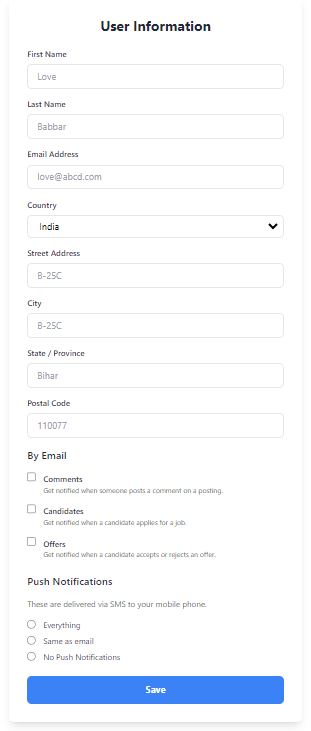 User Information
First Name
Love
Last Name
Babbar
Email Address
love@abcd.com
Country
India
Street Address
B-25C
City
B-25C
State / Province
Bihar
Postal Code
110077
By Email
Comments
Get notified when someone posts a comment on a posting.
Candidates
Get notified when a candidate applies for a job.
Offers
Get notified when a candidate accepts or rejects an offer.
Push Notifications
These are delivered via SMS to your mobile phone.
Everything
Same as email
No Push Notifications
Save